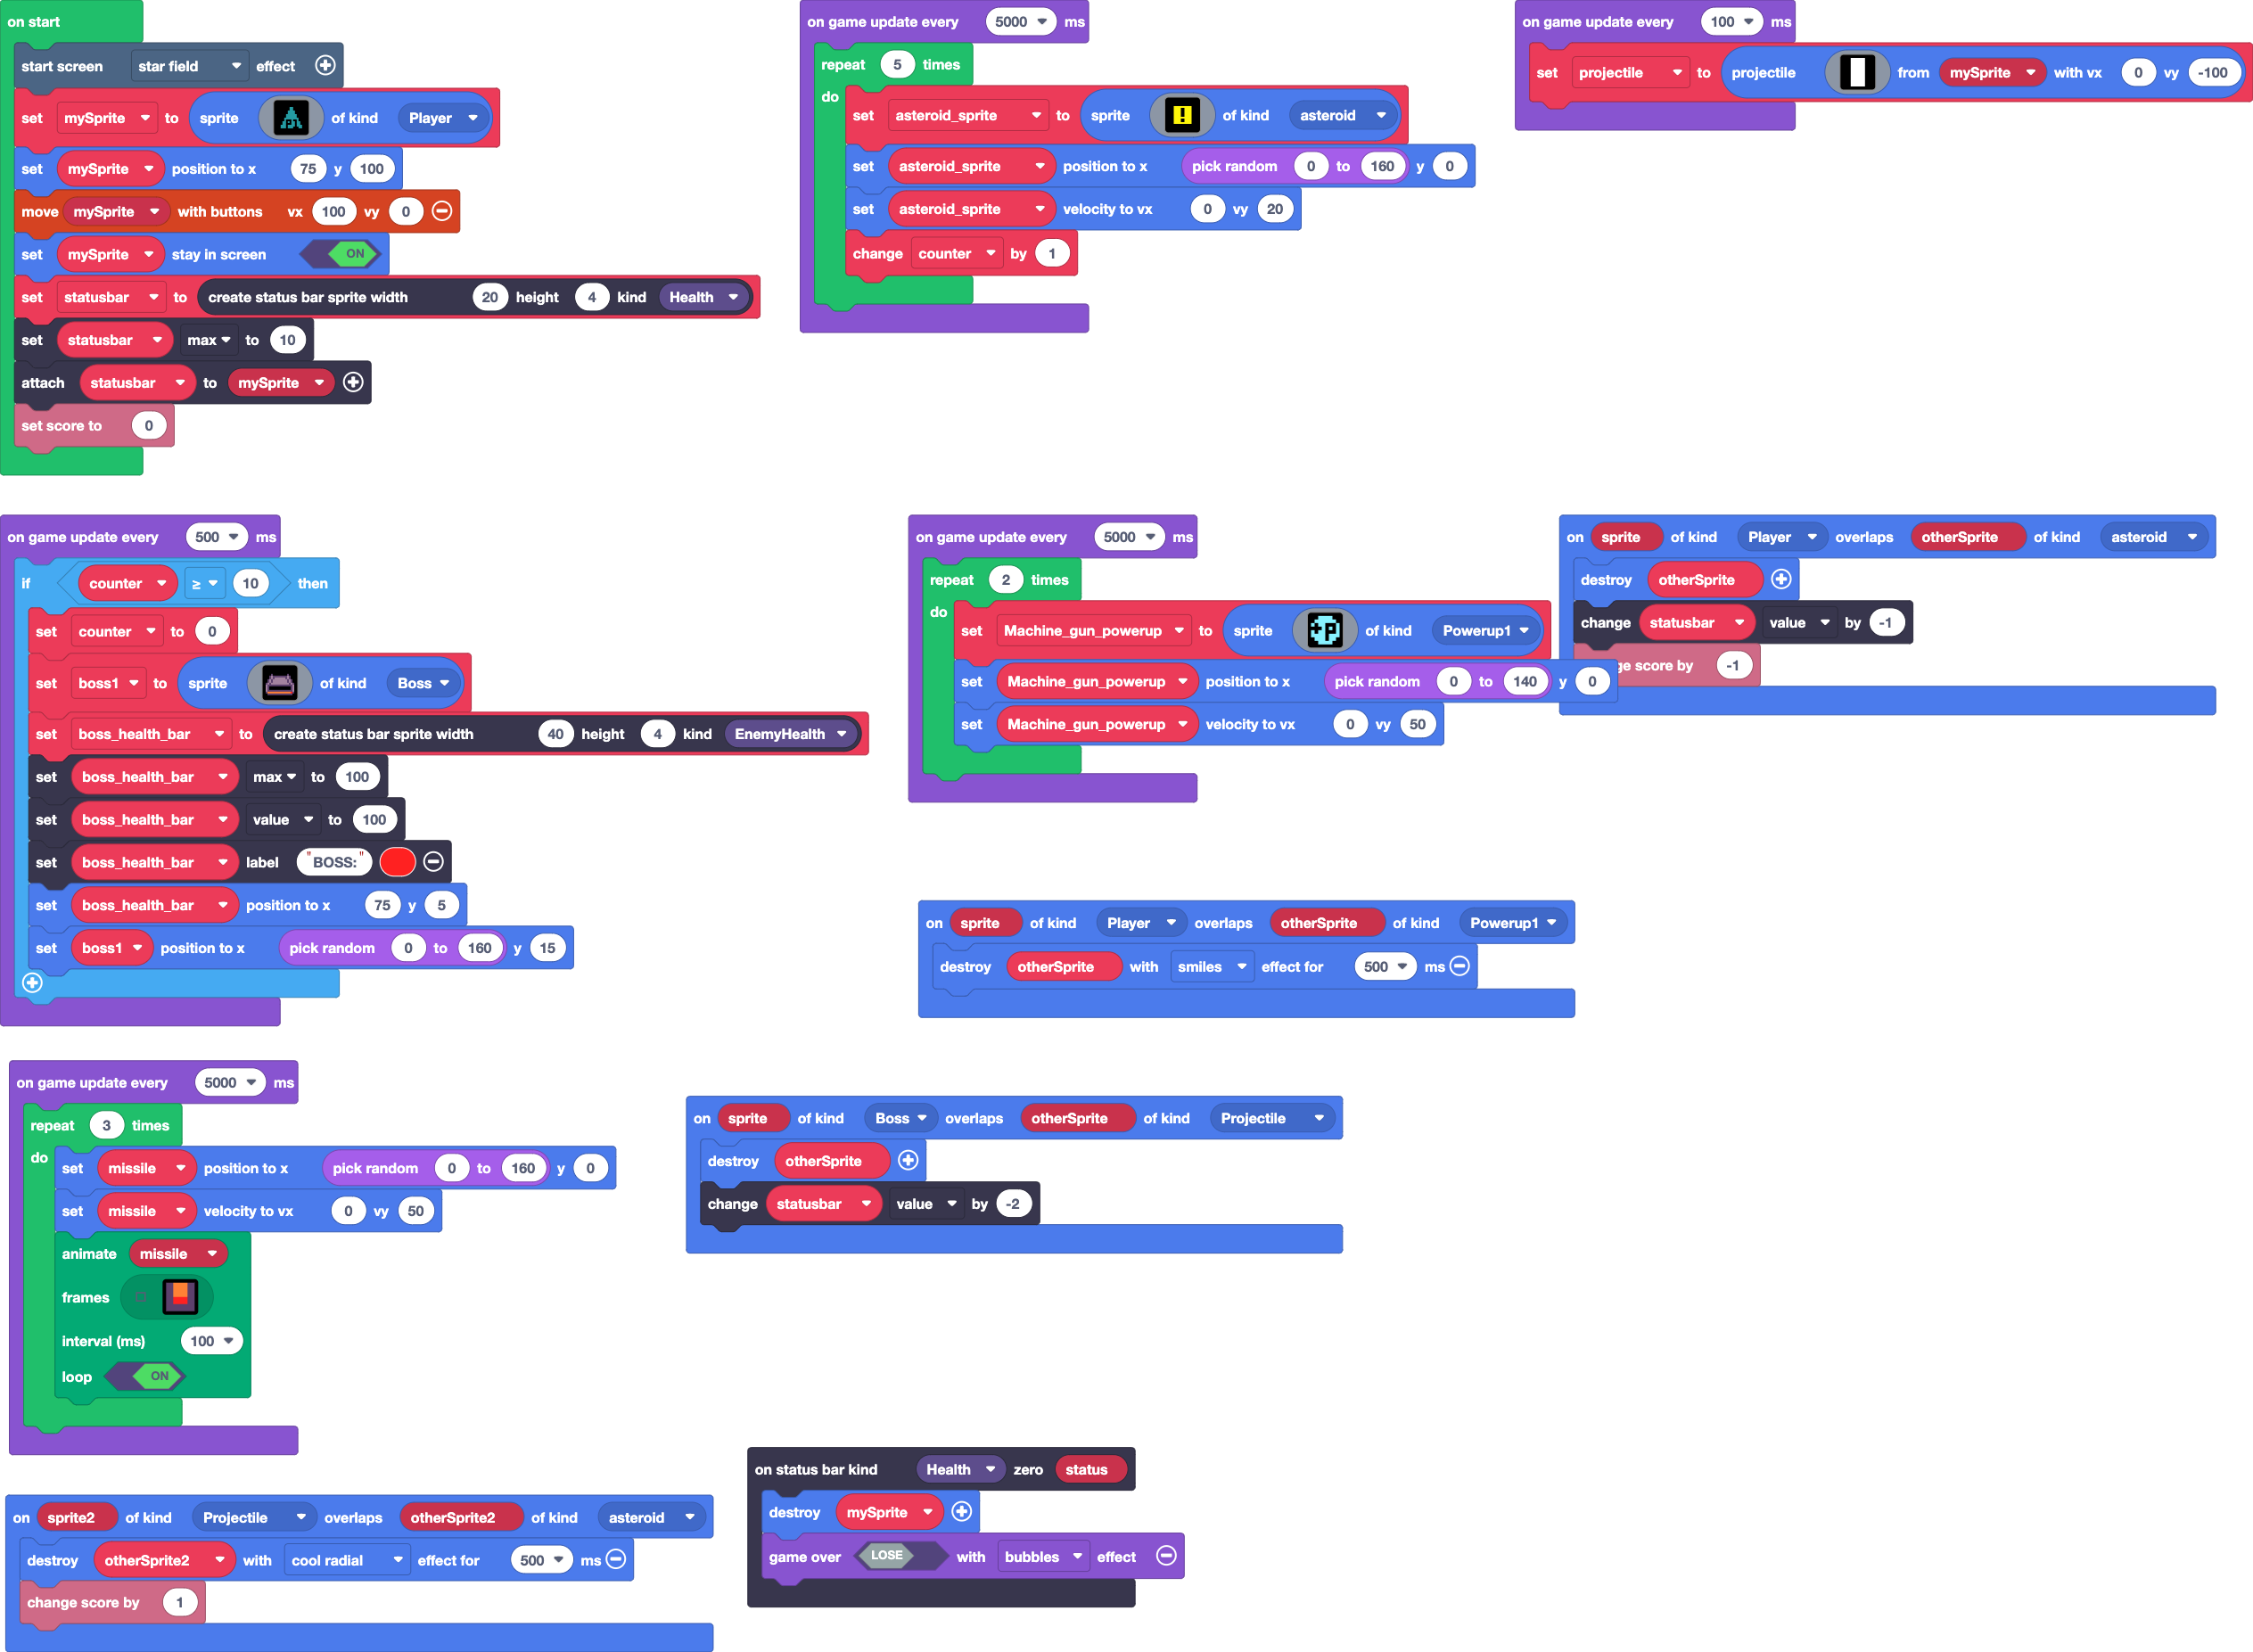 on start
start screen star field effect
set mySprite to sprite of kind Player
set mySprite position to x 75 y 100
move mySprite with buttons vx 100 vy 0
set mySprite stay in screen ON
set statusbar to create status bar sprite width 20 height 4 kind Health
set statusbar max to 10
attach statusbar to mySprite
set score to 0
on game update every 5000 ms
repeat 5 times
do
set asteroid_sprite to sprite ! of kind asteroid
set asteroid_sprite position to x pick random 0 to 160 y 0
set asteroid_sprite velocity to vx 0 vy 20
change counter by 1
on game update every 100 ms
set projectile to projectile from mySprite with vx 0 vy -100
on game update every 500 ms
if counter ≥ 10 then
set counter to 0
set boss1 to sprite of kind Boss
set boss_health_bar to create status bar sprite width 40 height 4 kind EnemyHealth
set boss_health_bar max to 100
set boss_health_bar value to 100
set boss_health_bar label "BOSS:"
set boss_health_bar position to x 75 y 5
set boss1 position to x pick random 0 to 160 y 15
on game update every 5000 ms
repeat 2 times
do
set Machine_gun_powerup to sprite +P of kind Powerup1
set Machine_gun_powerup position to x pick random 0 to 140 y 0
set Machine_gun_powerup velocity to vx 0 vy 50
on sprite of kind Player overlaps otherSprite of kind asteroid
destroy otherSprite
change statusbar value by -1
ge score by -1
on sprite of kind Player overlaps otherSprite of kind Powerup1
destroy otherSprite with smiles effect for 500 ms
on game update every 5000 ms
repeat 3 times
do
set missile position to x pick random 0 to 160 y 0
set missile velocity to vx 0 vy 50
animate missile
frames
interval (ms) 100
loop ON
on sprite of kind Boss overlaps otherSprite of kind Projectile
destroy otherSprite
change statusbar value by -2
on status bar kind Health zero status
destroy mySprite
game over LOSE with bubbles effect
on sprite2 of kind Projectile overlaps otherSprite2 of kind asteroid
destroy otherSprite2 with cool radial effect for 500 ms
change score by 1